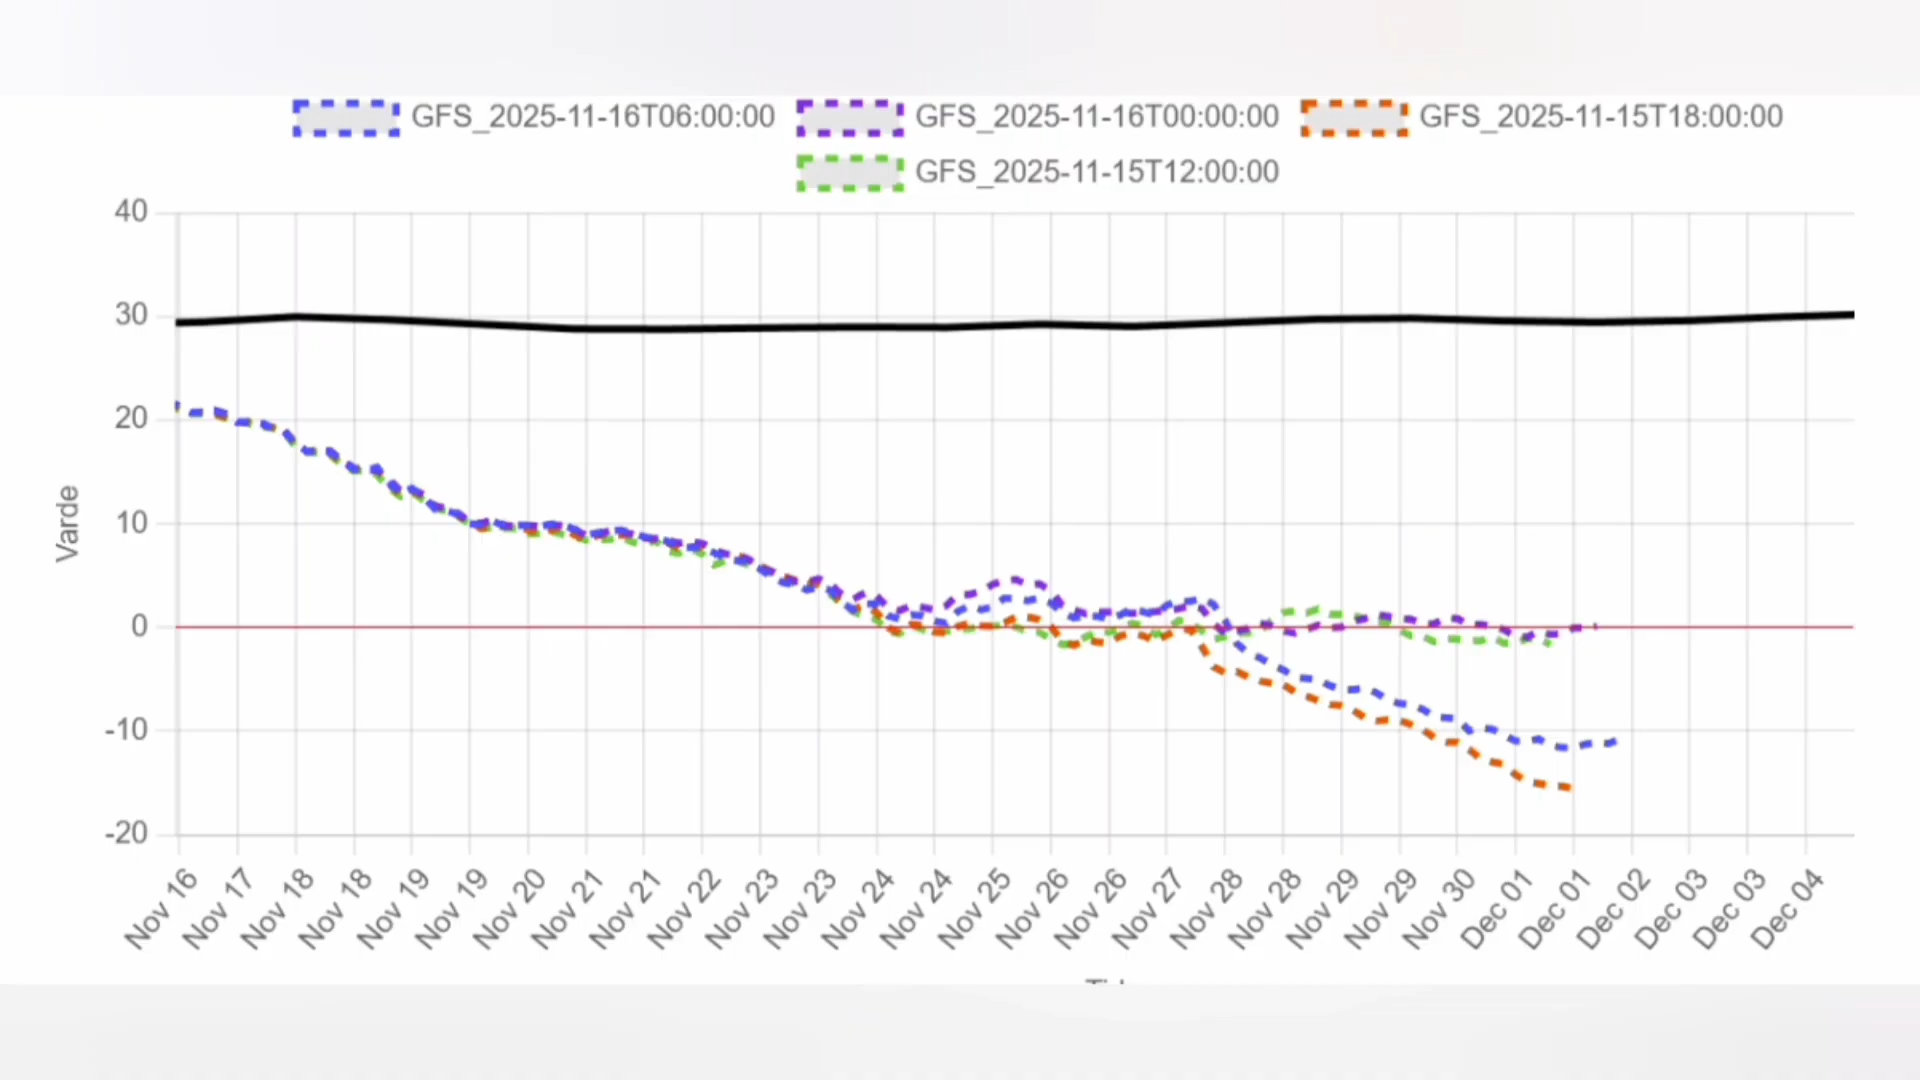 GFS_2025-11-16T06:00:00 GFS_2025-11-16T00:00:00 GFS_2025-11-15T18:00:00
GFS_2025-11-15T12:00:00
40
30
20
10
0
-10
-20
Varde
Nov 16 Nov 17 Nov 18 Nov 18 Nov 19 Nov 19 Nov 20 Nov 21 Nov 21 Nov 22 Nov 23 Nov 23 Nov 24 Nov 24 Nov 25 Nov 26 Nov 26 Nov 27 Nov 28 Nov 28 Nov 29 Nov 29 Nov 30 Dec 01 Dec 01 Dec 02 Dec 03 Dec 03 Dec 04